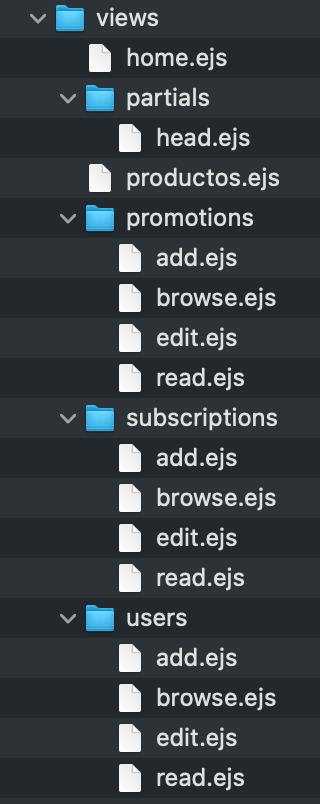 views
home.ejs
partials
head.ejs
productos.ejs
promotions
add.ejs
browse.ejs
edit.ejs
read.ejs
subscriptions
add.ejs
browse.ejs
edit.ejs
read.ejs
users
add.ejs
browse.ejs
edit.ejs
read.ejs